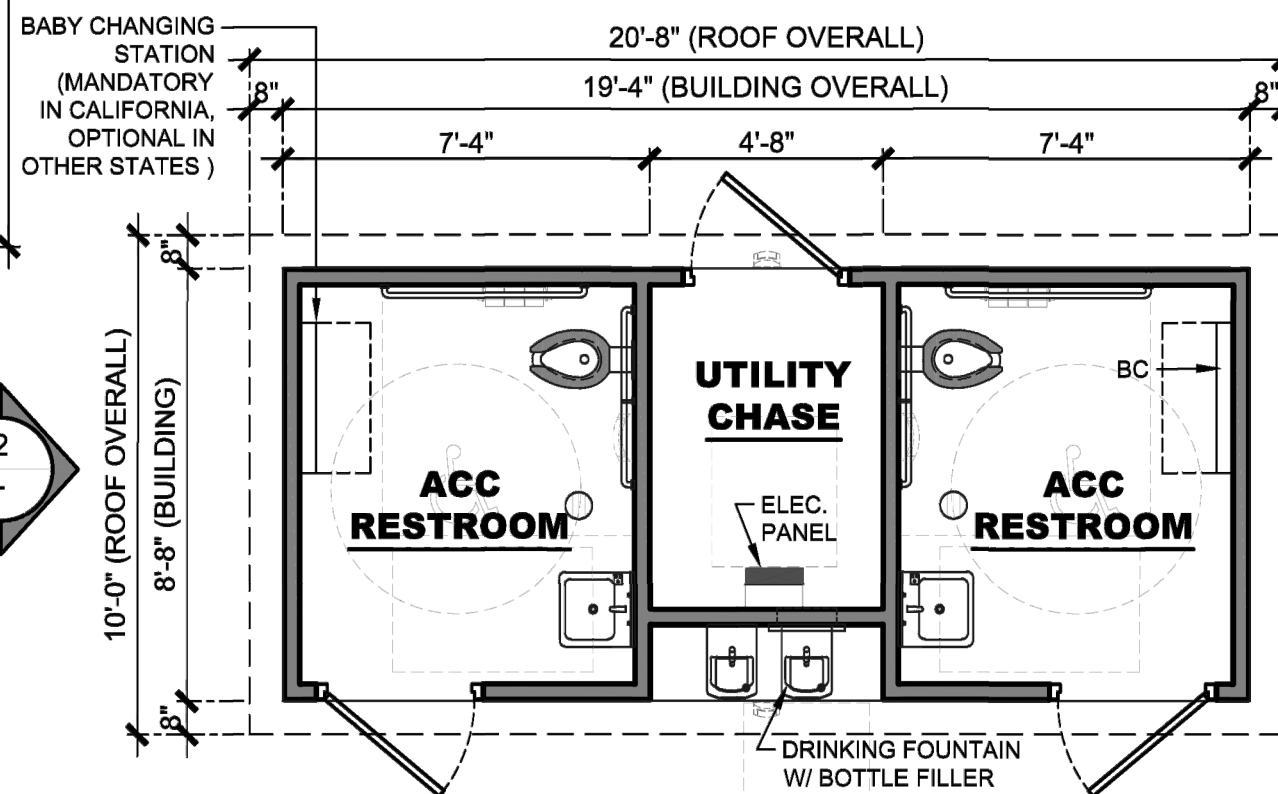 BABY CHANGING
STATION
(MANDATORY
IN CALIFORNIA,
OPTIONAL IN
OTHER STATES )
20'-8" (ROOF OVERALL)
8"
19'-4" (BUILDING OVERALL)
8"
7'-4"
4'-8"
7'-4"
8"
10'-0" (ROOF OVERALL)
8'-8" (BUILDING)
8"
2
UTILITY
CHASE
BC
ACC
RESTROOM
ELEC.
PANEL
ACC
RESTROOM
DRINKING FOUNTAIN
W/ BOTTLE FILLER